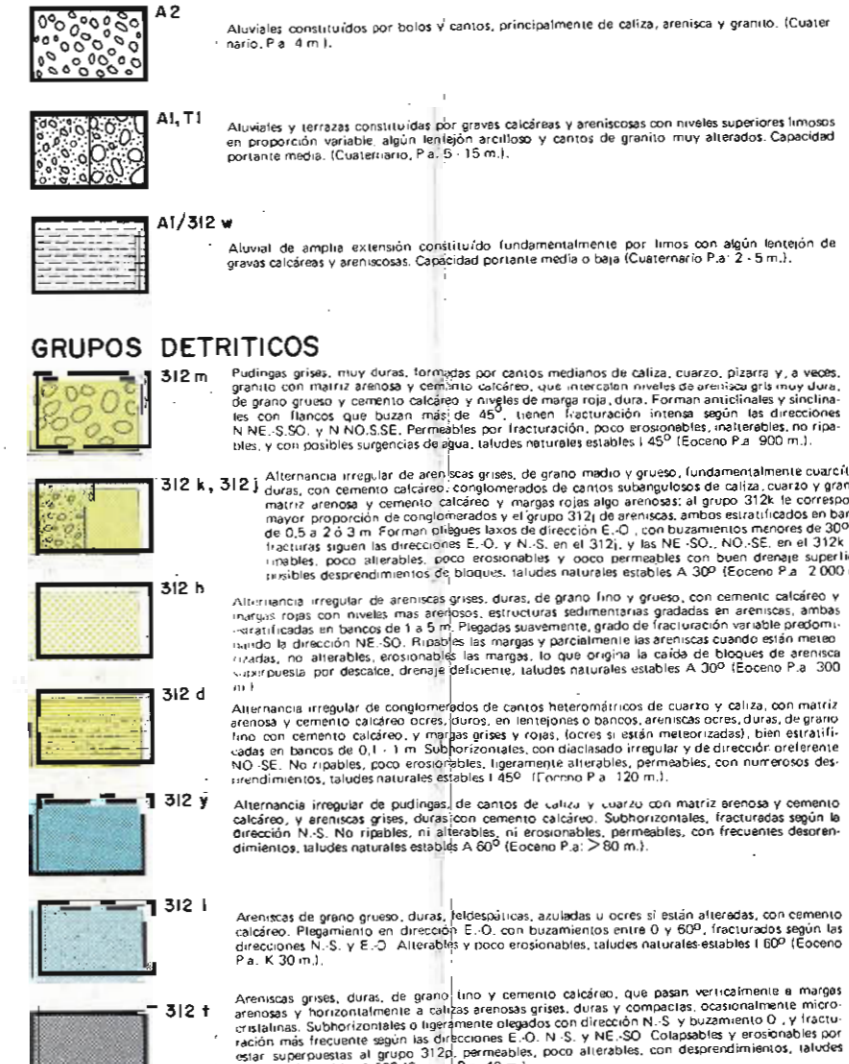 A2
Aluviales constituídos por bolos y cantos, principalmente de caliza, arenisca y granito. (Cuater
nario. P a 4 m).
A1, T1
Aluviales y terrazas constituídas por gravas calcáreas y areniscosas con niveles superiores limosos
en proporción variable, algún lentejón arcilloso y cantos de granito muy alterados. Capacidad
portante media. (Cuaternario, P a. 5 - 15 m.).
A1/312 w
Aluvial de amplia extensión constituído fundamentalmente por limos con algún lentejón de
gravas calcáreas y areniscosas. Capacidad portante media o baja (Cuaternario P.a: 2 - 5 m.).
GRUPOS DETRITICOS
312 m
Pudingas grises, muy duras, formadas por cantos medianos de caliza, cuarzo, pizarra y, a veces,
granito con matriz arenosa y cemento calcáreo, que intercalan niveles de arenisca gris muy dura,
de grano grueso y cemento calcáreo y niveles de marga roja, dura. Forman anticlinales y sinclina-
les con flancos que buzan más de 45º, tienen fracturación intensa según las direcciones
N NE.-S.SO. y N NO.S.SE. Permeables por fracturación, poco erosionables, inalterables, no ripa-
bles, y con posibles surgencias de agua, taludes naturales estables I 45º (Eoceno P.a 900 m.).
312 k, 312 j
Alternancia irregular de areniscas grises, de grano medio y grueso, fundamentalmente cuarcít
duras, con cemento calcáreo; conglomerados de cantos subangulosos de caliza, cuarzo y gran
matriz arenosa y cemento calcáreo y margas rojas algo arenosas; al grupo 312k le correspo
mayor proporción de conglomerados y el grupo 312j de areniscas, ambos estratificados en ban
de 0,5 a 2 ó 3 m Forman pliegues laxos de dirección E.-O , con buzamientos menores de 30º
fracturas siguen las direcciones E.-O. y N.-S. en el 312j, y las NE -SO., NO.-SE. en el 312k
ripables, poco alterables, poco erosionables y poco permeables con buen drenaje superfi
posibles desprendimientos de bloques, taludes naturales estables A 30º (Eoceno P.a 2 000
312 h
Alternancia irregular de areniscas grises, duras, de grano fino y grueso, con cemento calcáreo y
margas rojas con niveles mas arenosos, estructuras sedimentarias gradadas en areniscas, ambas
estratificadas en bancos de 1 a 5 m. Plegadas suavemente, grado de fracturación variable predomi-
nando la dirección NE.-SO. Ripables las margas y parcialmente las areniscas cuando están meteo
rizadas, no alterables, erosionables las margas, lo que origina la caída de bloques de arenisca
superpuesta por descalce, drenaje deficiente, taludes naturales estables A 30º (Eoceno P.a 300
m )
312 d
Alternancia irregular de conglomerados de cantos heterométricos de cuarzo y caliza, con matriz
arenosa y cemento calcáreo ocres, duros, en lentejones o bancos, areniscas ocres, duras, de grano
fino con cemento calcáreo, y margas grises y rojas, (ocres si están meteorizadas), bien estratifi-
cadas en bancos de 0,1 - 1 m Subhorizontales, con diaclasado irregular y de dirección preferente
NO -SE. No ripables, poco erosionables, ligeramente alterables, permeables, con numerosos des-
prendimientos, taludes naturales estables I 45º (Eoceno P a 120 m.).
312 y
Alternancia irregular de pudingas, de cantos de caliza y cuarzo con matriz arenosa y cemento
calcáreo, y areniscas grises, duras con cemento calcáreo. Subhorizontales, fracturadas según la
dirección N.-S. No ripables, ni alterables, ni erosionables, permeables, con frecuentes despren-
dimientos, taludes naturales estables A 60º (Eoceno P.a: > 80 m.).
312 l
Areniscas de grano grueso, duras, feldespáticas, azuladas u ocres si están alteradas, con cemento
calcáreo. Plegamiento en dirección E.-O. con buzamientos entre 0 y 60º, fracturados según las
direcciones N.-S. y E.-O Alterables y poco erosionables, taludes naturales estables I 60º (Eoceno
P a. K 30 m.).
312 t
Areniscas grises, duras, de grano fino y cemento calcáreo, que pasan verticalmente a margas
arenosas y horizontalmente a calizas arenosas grises, duras y compactas, ocasionalmente micro-
cristalinas. Subhorizontales o ligeramente plegados con dirección N.-S y buzamiento O , y fractu-
ración más frecuente según las direcciones E.-O. N -S. y NE.-SO Colapsables y erosionables por
estar superpuestas al grupo 312p, permeables, poco alterables, con desprendimientos, taludes